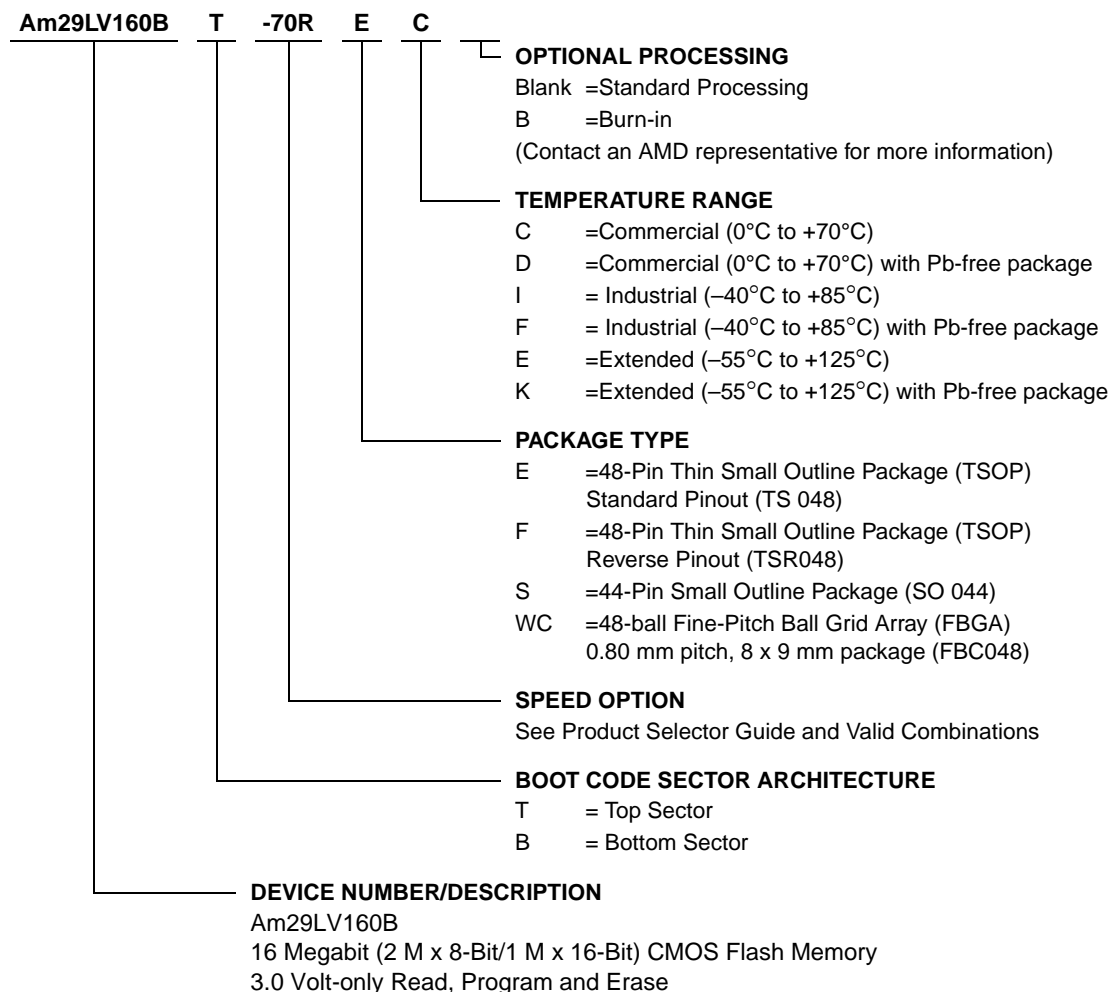 Am29LV160B T -70R E C
OPTIONAL PROCESSING
Blank =Standard Processing
B =Burn-in
(Contact an AMD representative for more information)
TEMPERATURE RANGE
C =Commercial (0°C to +70°C)
D =Commercial (0°C to +70°C) with Pb-free package
I = Industrial (–40°C to +85°C)
F = Industrial (–40°C to +85°C) with Pb-free package
E =Extended (–55°C to +125°C)
K =Extended (–55°C to +125°C) with Pb-free package
PACKAGE TYPE
E =48-Pin Thin Small Outline Package (TSOP)
Standard Pinout (TS 048)
F =48-Pin Thin Small Outline Package (TSOP)
Reverse Pinout (TSR048)
S =44-Pin Small Outline Package (SO 044)
WC =48-ball Fine-Pitch Ball Grid Array (FBGA)
0.80 mm pitch, 8 x 9 mm package (FBC048)
SPEED OPTION
See Product Selector Guide and Valid Combinations
BOOT CODE SECTOR ARCHITECTURE
T = Top Sector
B = Bottom Sector
DEVICE NUMBER/DESCRIPTION
Am29LV160B
16 Megabit (2 M x 8-Bit/1 M x 16-Bit) CMOS Flash Memory
3.0 Volt-only Read, Program and Erase